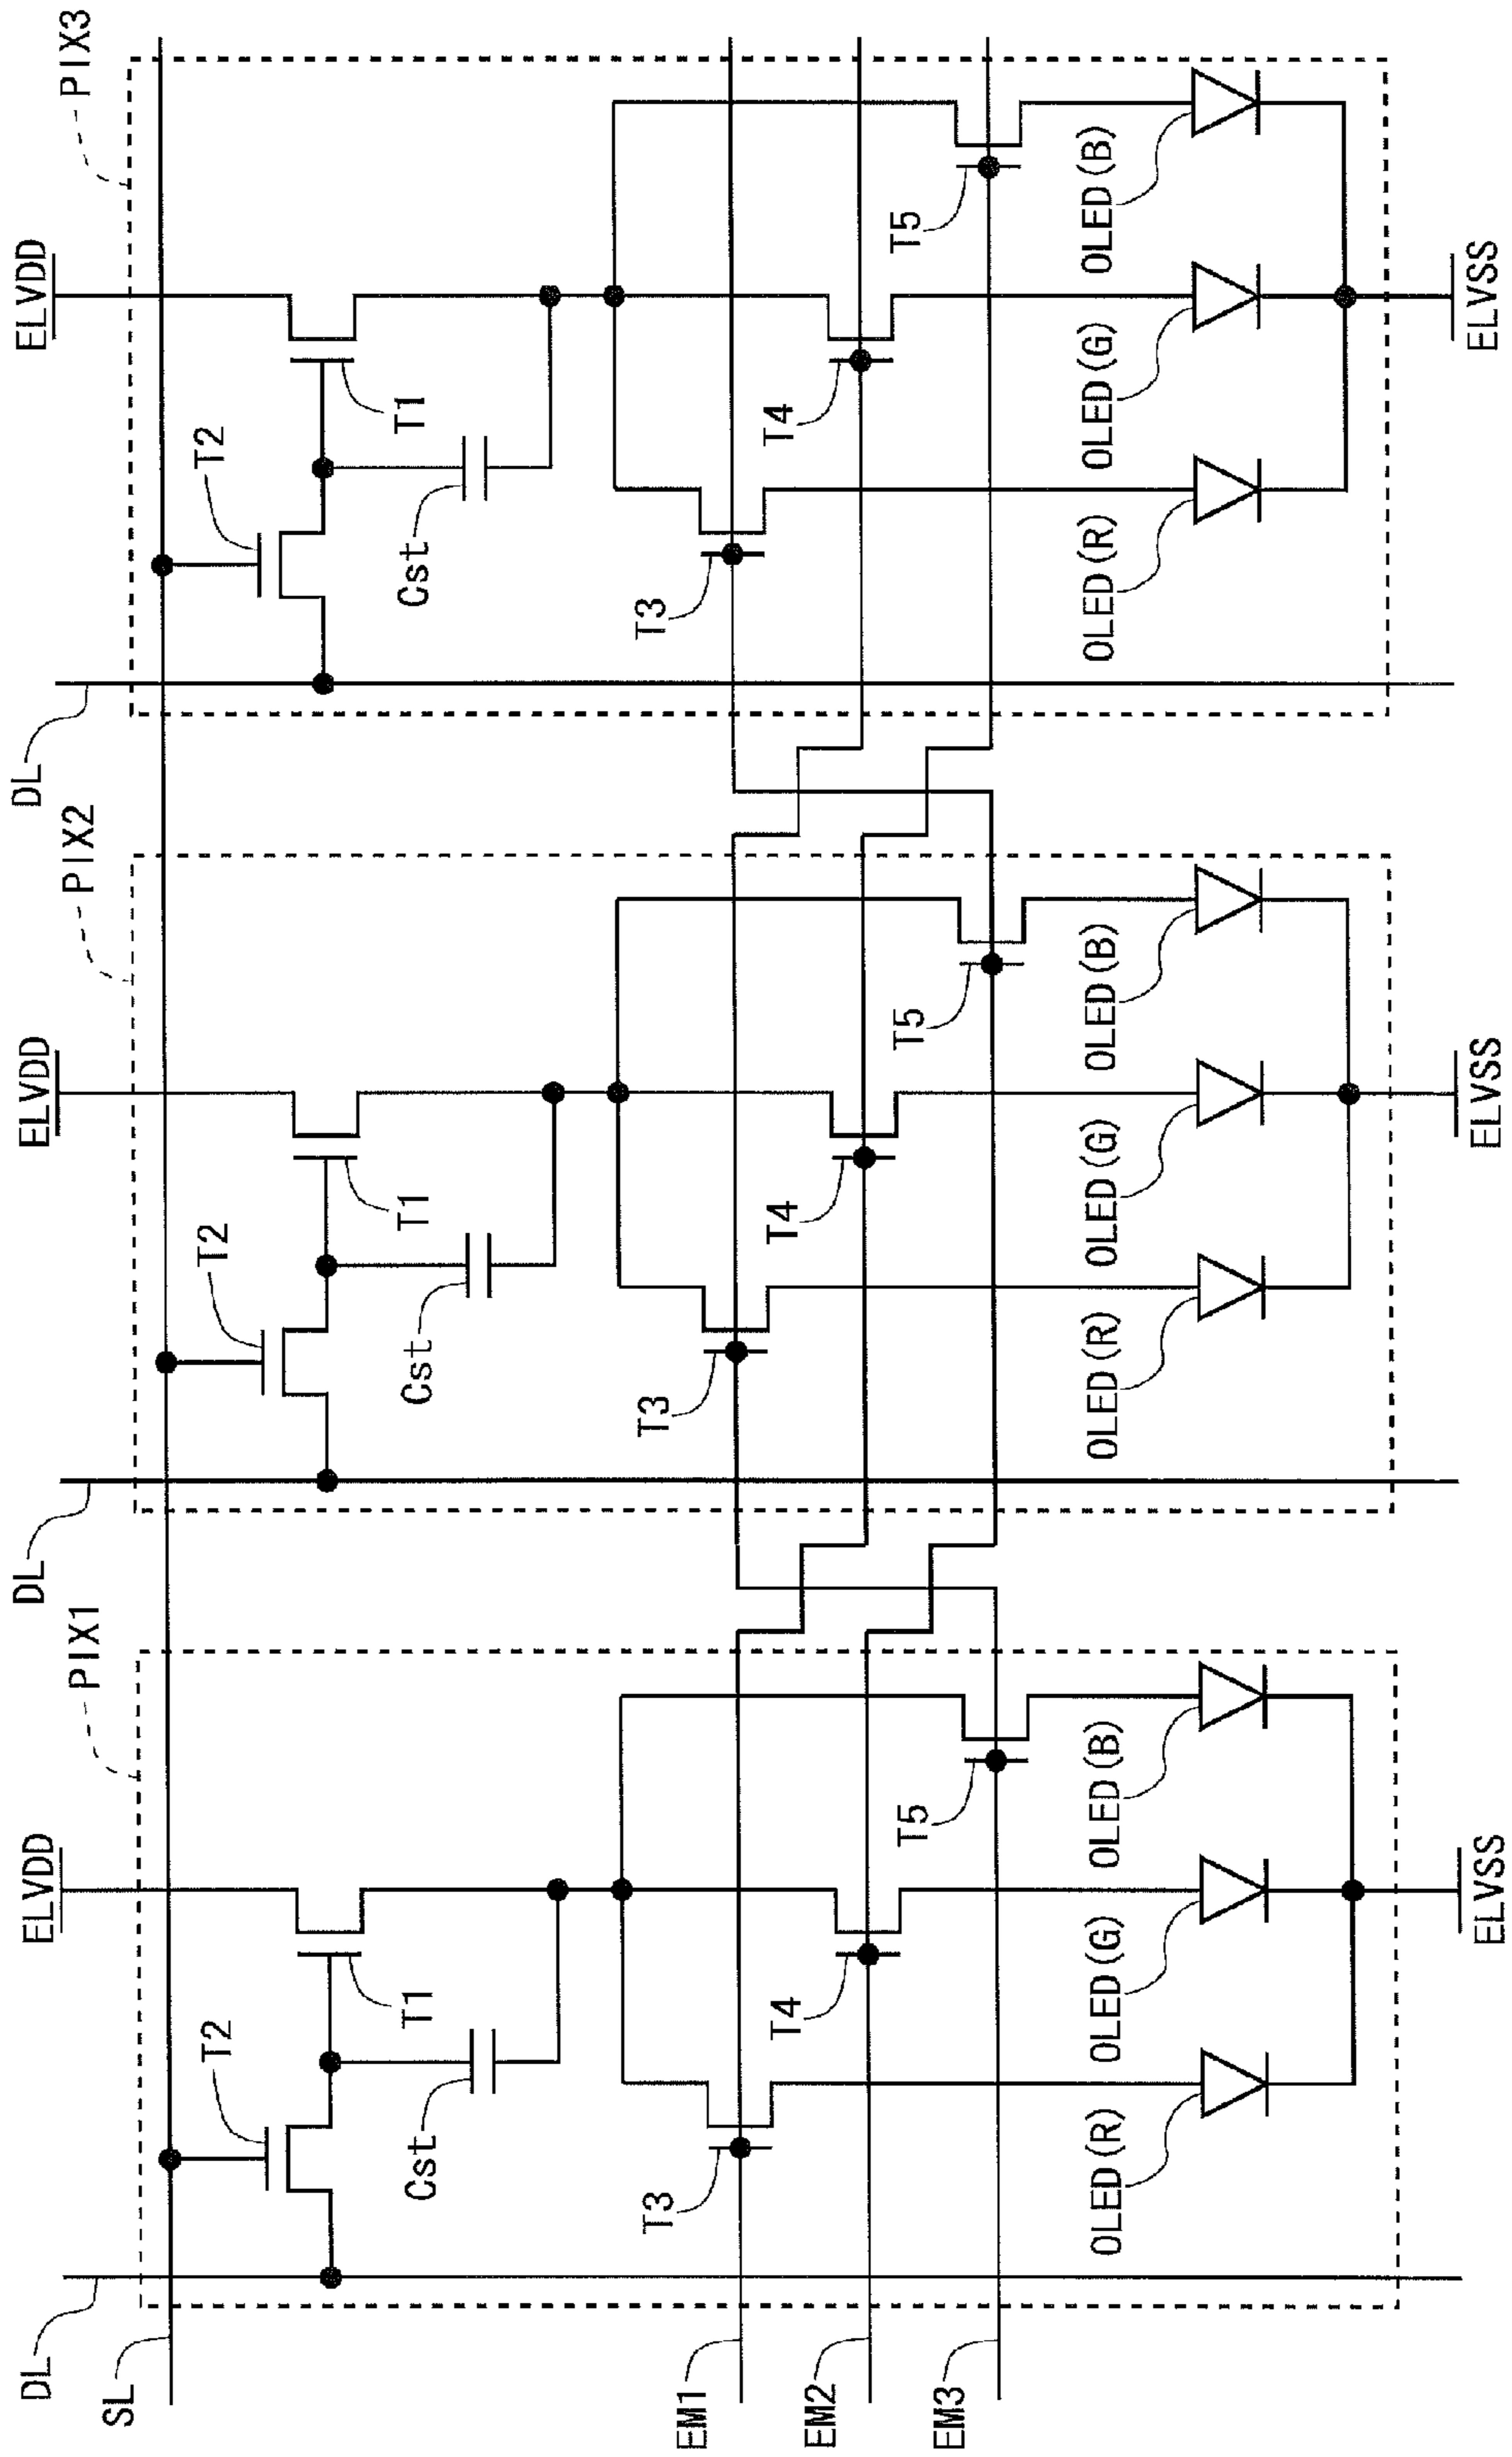 PIX1
PIX2
PIX3
ELVDD
ELVDD
ELVDD
DL
DL
DL
SL
T2
T2
T2
T1
T1
T1
Cst
Cst
Cst
EM1
T3
T3
T3
EM2
T4
T4
T4
EM3
T5
T5
T5
OLED(R)
OLED(G)
OLED(B)
OLED(R)
OLED(G)
OLED(B)
OLED(R)
OLED(G)
OLED(B)
ELVSS
ELVSS
ELVSS